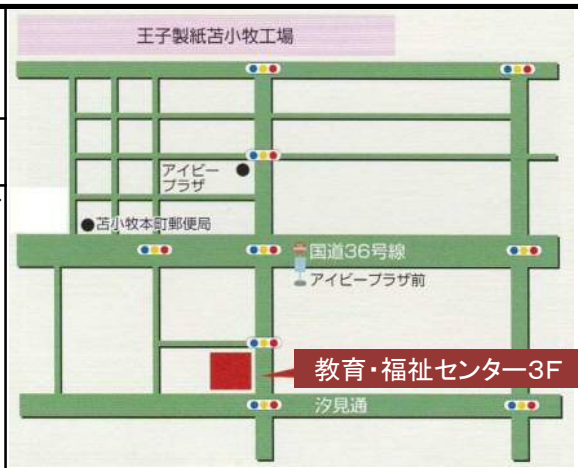 王子製紙苫小牧工場
アイビー
プラザ
苫小牧本町郵便局
国道36号線
アイビープラザ前
教育・福祉センター3F
汐見通